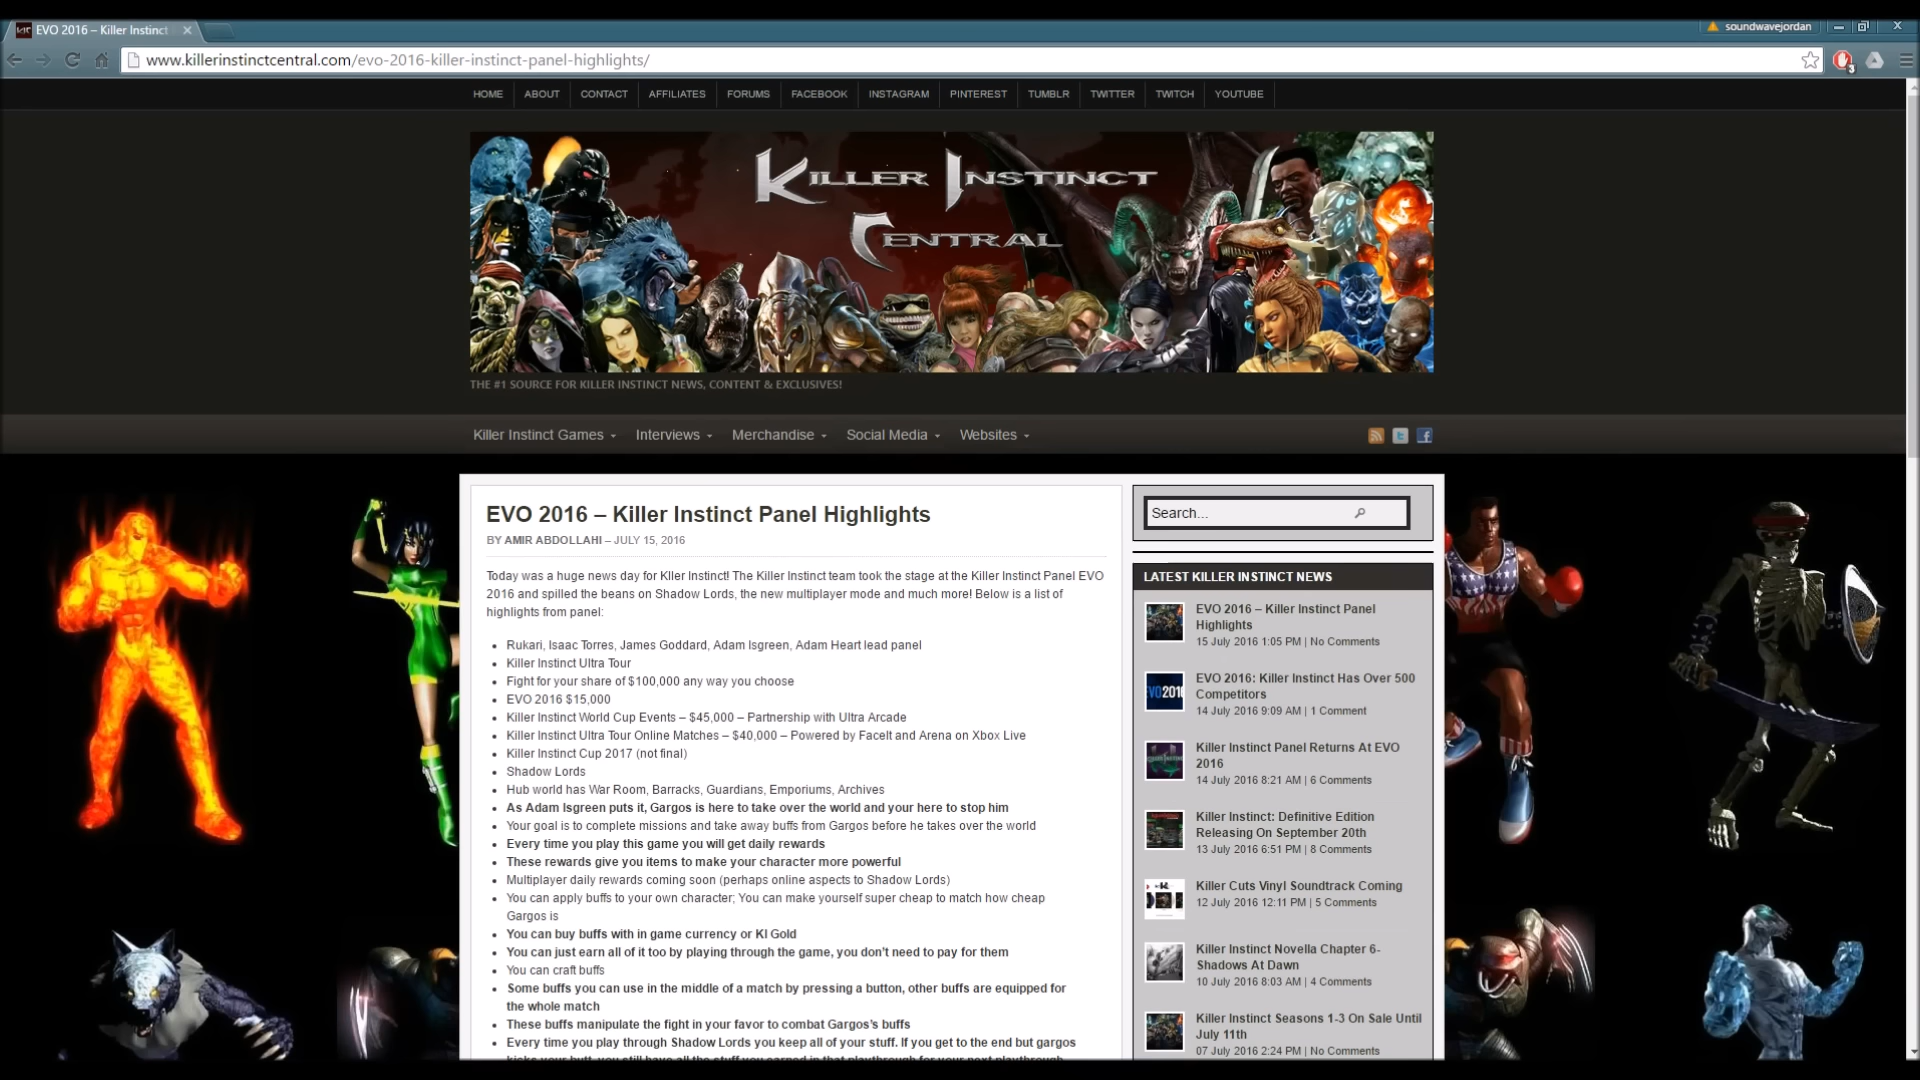 EVO 2016 – Killer Instinct
soundwavejordan
www.killerinstinctcentral.com/evo-2016-killer-instinct-panel-highlights/
3
HOME ABOUT CONTACT AFFILIATES FORUMS FACEBOOK INSTAGRAM PINTEREST TUMBLR TWITTER TWITCH YOUTUBE
KILLER INSTINCT
CENTRAL
THE #1 SOURCE FOR KILLER INSTINCT NEWS, CONTENT & EXCLUSIVES!
Killer Instinct Games Interviews Merchandise Social Media Websites
EVO 2016 – Killer Instinct Panel Highlights
BY AMIR ABDOLLAHI – JULY 15, 2016
Today was a huge news day for KIler Instinct! The Killer Instinct team took the stage at the Killer Instinct Panel EVO
2016 and spilled the beans on Shadow Lords, the new multiplayer mode and much more! Below is a list of
highlights from panel:
• Rukari, Isaac Torres, James Goddard, Adam Isgreen, Adam Heart lead panel
• Killer Instinct Ultra Tour
• Fight for your share of $100,000 any way you choose
• EVO 2016 $15,000
• Killer Instinct World Cup Events – $45,000 – Partnership with Ultra Arcade
• Killer Instinct Ultra Tour Online Matches – $40,000 – Powered by FaceIt and Arena on Xbox Live
• Killer Instinct Cup 2017 (not final)
• Shadow Lords
• Hub world has War Room, Barracks, Guardians, Emporiums, Archives
• As Adam Isgreen puts it, Gargos is here to take over the world and your here to stop him
• Your goal is to complete missions and take away buffs from Gargos before he takes over the world
• Every time you play this game you will get daily rewards
• These rewards give you items to make your character more powerful
• Multiplayer daily rewards coming soon (perhaps online aspects to Shadow Lords)
• You can apply buffs to your own character; You can make yourself super cheap to match how cheap
Gargos is
• You can buy buffs with in game currency or KI Gold
• You can just earn all of it too by playing through the game, you don't need to pay for them
• You can craft buffs
• Some buffs you can use in the middle of a match by pressing a button, other buffs are equipped for
the whole match
• These buffs manipulate the fight in your favor to combat Gargos's buffs
• Every time you play through Shadow Lords you keep all of your stuff. If you get to the end but gargos
kicks your butt, you still have all the stuff you earned in that playthrough for your next playthrough
Search...
LATEST KILLER INSTINCT NEWS
EVO 2016 – Killer Instinct Panel
Highlights
15 July 2016 1:05 PM | No Comments
EVO 2016: Killer Instinct Has Over 500
Competitors
14 July 2016 9:09 AM | 1 Comment
Killer Instinct Panel Returns At EVO
2016
14 July 2016 8:21 AM | 6 Comments
Killer Instinct: Definitive Edition
Releasing On September 20th
13 July 2016 6:51 PM | 8 Comments
Killer Cuts Vinyl Soundtrack Coming
12 July 2016 12:11 PM | 5 Comments
Killer Instinct Novella Chapter 6-
Shadows At Dawn
10 July 2016 8:03 AM | 4 Comments
Killer Instinct Seasons 1-3 On Sale Until
July 11th
07 July 2016 2:24 PM | No Comments